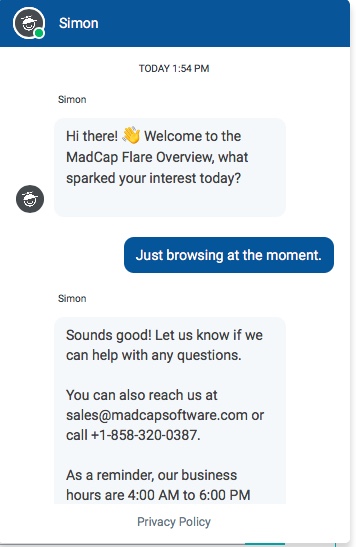 Simon
TODAY 1:54 PM
Simon
Hi there! 👋 Welcome to the
MadCap Flare Overview, what
sparked your interest today?
Just browsing at the moment.
Simon
Sounds good! Let us know if we
can help with any questions.
You can also reach us at
sales@madcapsoftware.com or
call +1-858-320-0387.
As a reminder, our business
hours are 4:00 AM to 6:00 PM
Privacy Policy